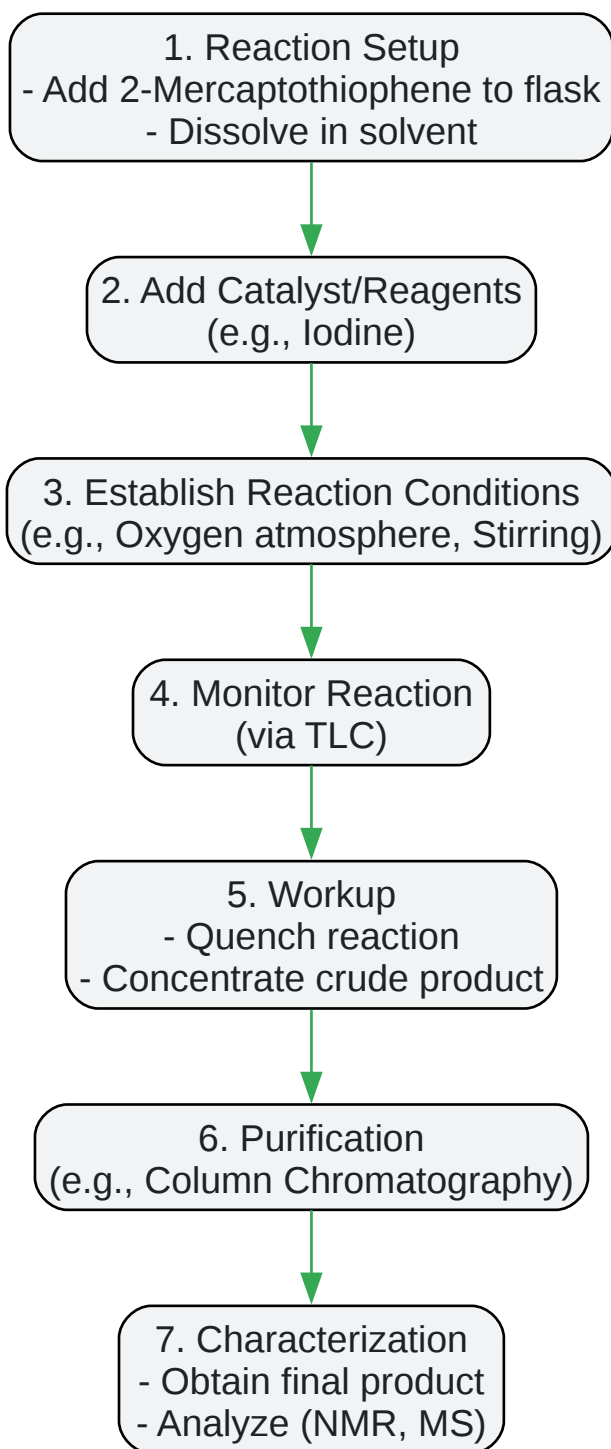 1. Reaction Setup
- Add 2-Mercaptothiophene to flask
- Dissolve in solvent
2. Add Catalyst/Reagents
(e.g., Iodine)
3. Establish Reaction Conditions
(e.g., Oxygen atmosphere, Stirring)
4. Monitor Reaction
(via TLC)
5. Workup
- Quench reaction
- Concentrate crude product
6. Purification
(e.g., Column Chromatography)
7. Characterization
- Obtain final product
- Analyze (NMR, MS)